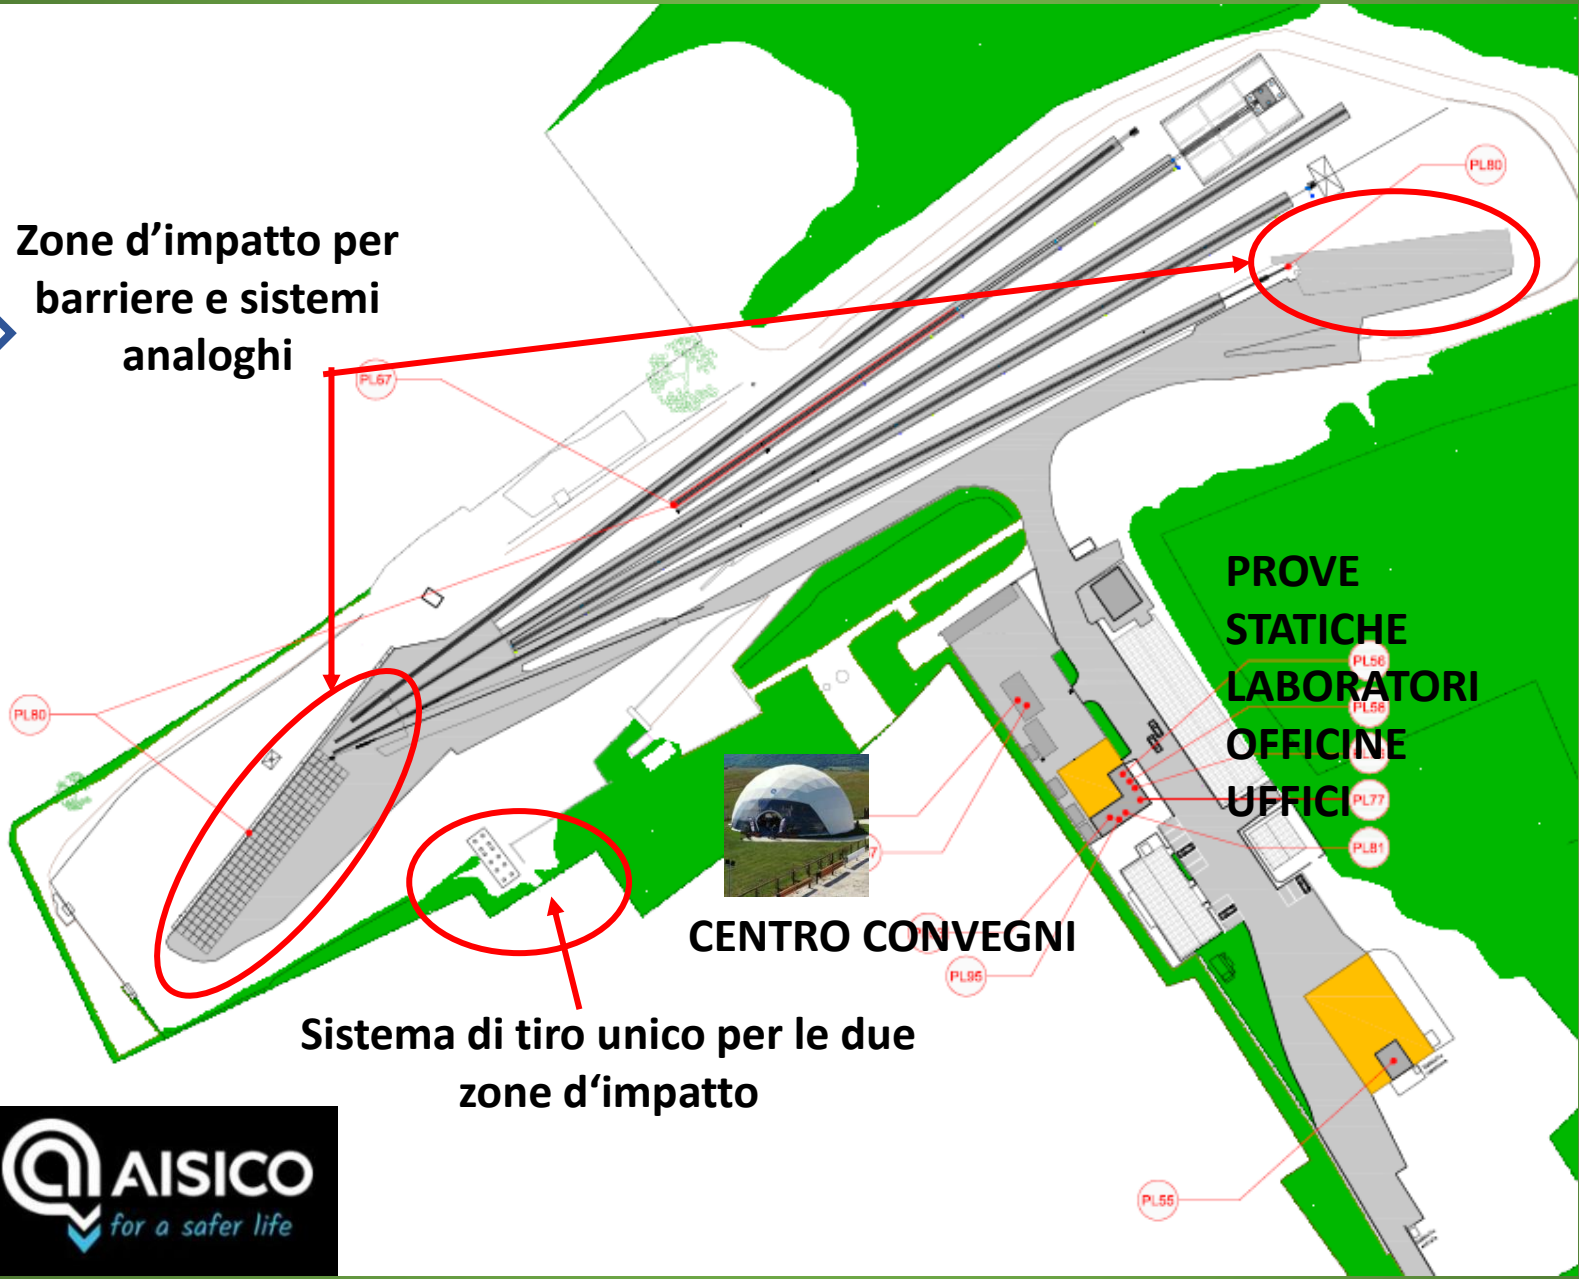 Zone d’impatto per
barriere e sistemi
analoghi
PL67
PL80
PL80
PROVE
STATICHE
LABORATORI
OFFICINE
UFFICI
PL56
PL58
PL77
PL81
CENTRO CONVEGNI
PL95
Sistema di tiro unico per le due
zone d‘impatto
PL55
AISICO
for a safer life